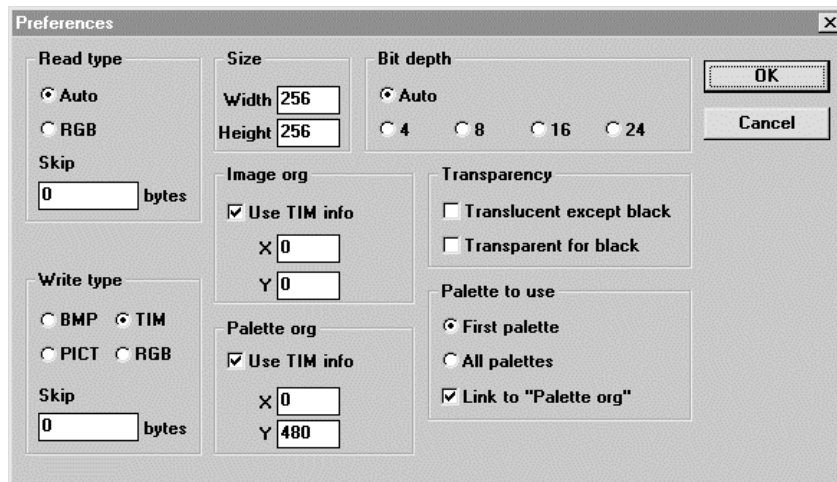 Preferences
Read type
Auto
RGB
Skip
0 bytes
Size
Width 256
Height 256
Bit depth
Auto
4 8 16 24
OK
Cancel
Image org
Use TIM info
X 0
Y 0
Transparency
Translucent except black
Transparent for black
Write type
BMP TIM
PICT RGB
Skip
0 bytes
Palette org
Use TIM info
X 0
Y 480
Palette to use
First palette
All palettes
Link to "Palette org"